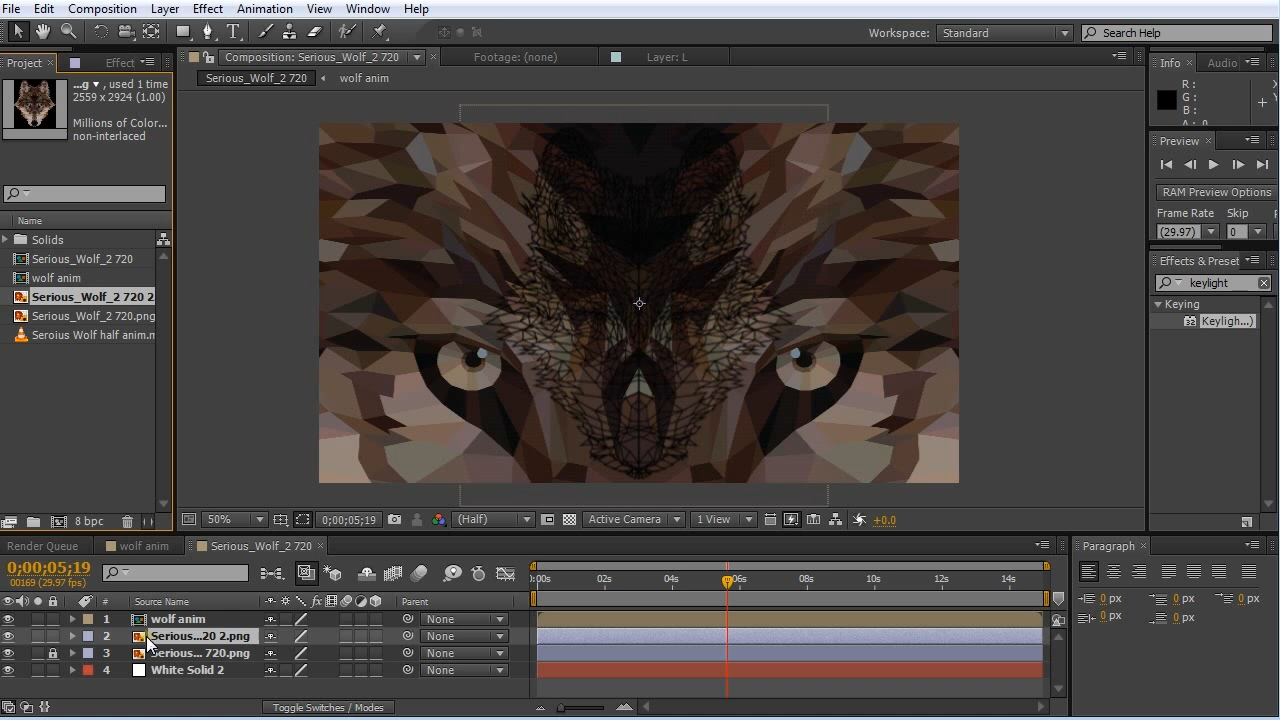 File Edit Composition Layer Effect Animation View Window Help
Workspace: Standard Search Help
Project Effect
Composition: Serious_Wolf_2 720
Footage: (none)
Layer: L
Info Audio
Serious_Wolf_2 720 wolf anim
...g ▼ , used 1 time
2559 x 2924 (1.00)
Millions of Color...
non-interlaced
R :
G :
B :
A : 0
Preview
RAM Preview Options
Frame Rate Skip
(29.97) 0
Effects & Preset
keylight
Keying
Keyligh...)
Name
Solids
Serious_Wolf_2 720
wolf anim
Serious_Wolf_2 720 2
Serious_Wolf_2 720.png
Seroius Wolf half anim.m
8 bpc
50% 0;00;05;19 (Half) Active Camera 1 View +0.0
Render Queue wolf anim Serious_Wolf_2 720
Paragraph
0;00;05;19
00169 (29.97 fps)
:00s 02s 04s 06s 08s 10s 12s 14s
# Source Name Parent
1 wolf anim None
2 Serious...20 2.png None
3 Serious... 720.png None
4 White Solid 2 None
0 px 0 px 0 px
0 px 0 px
Toggle Switches / Modes